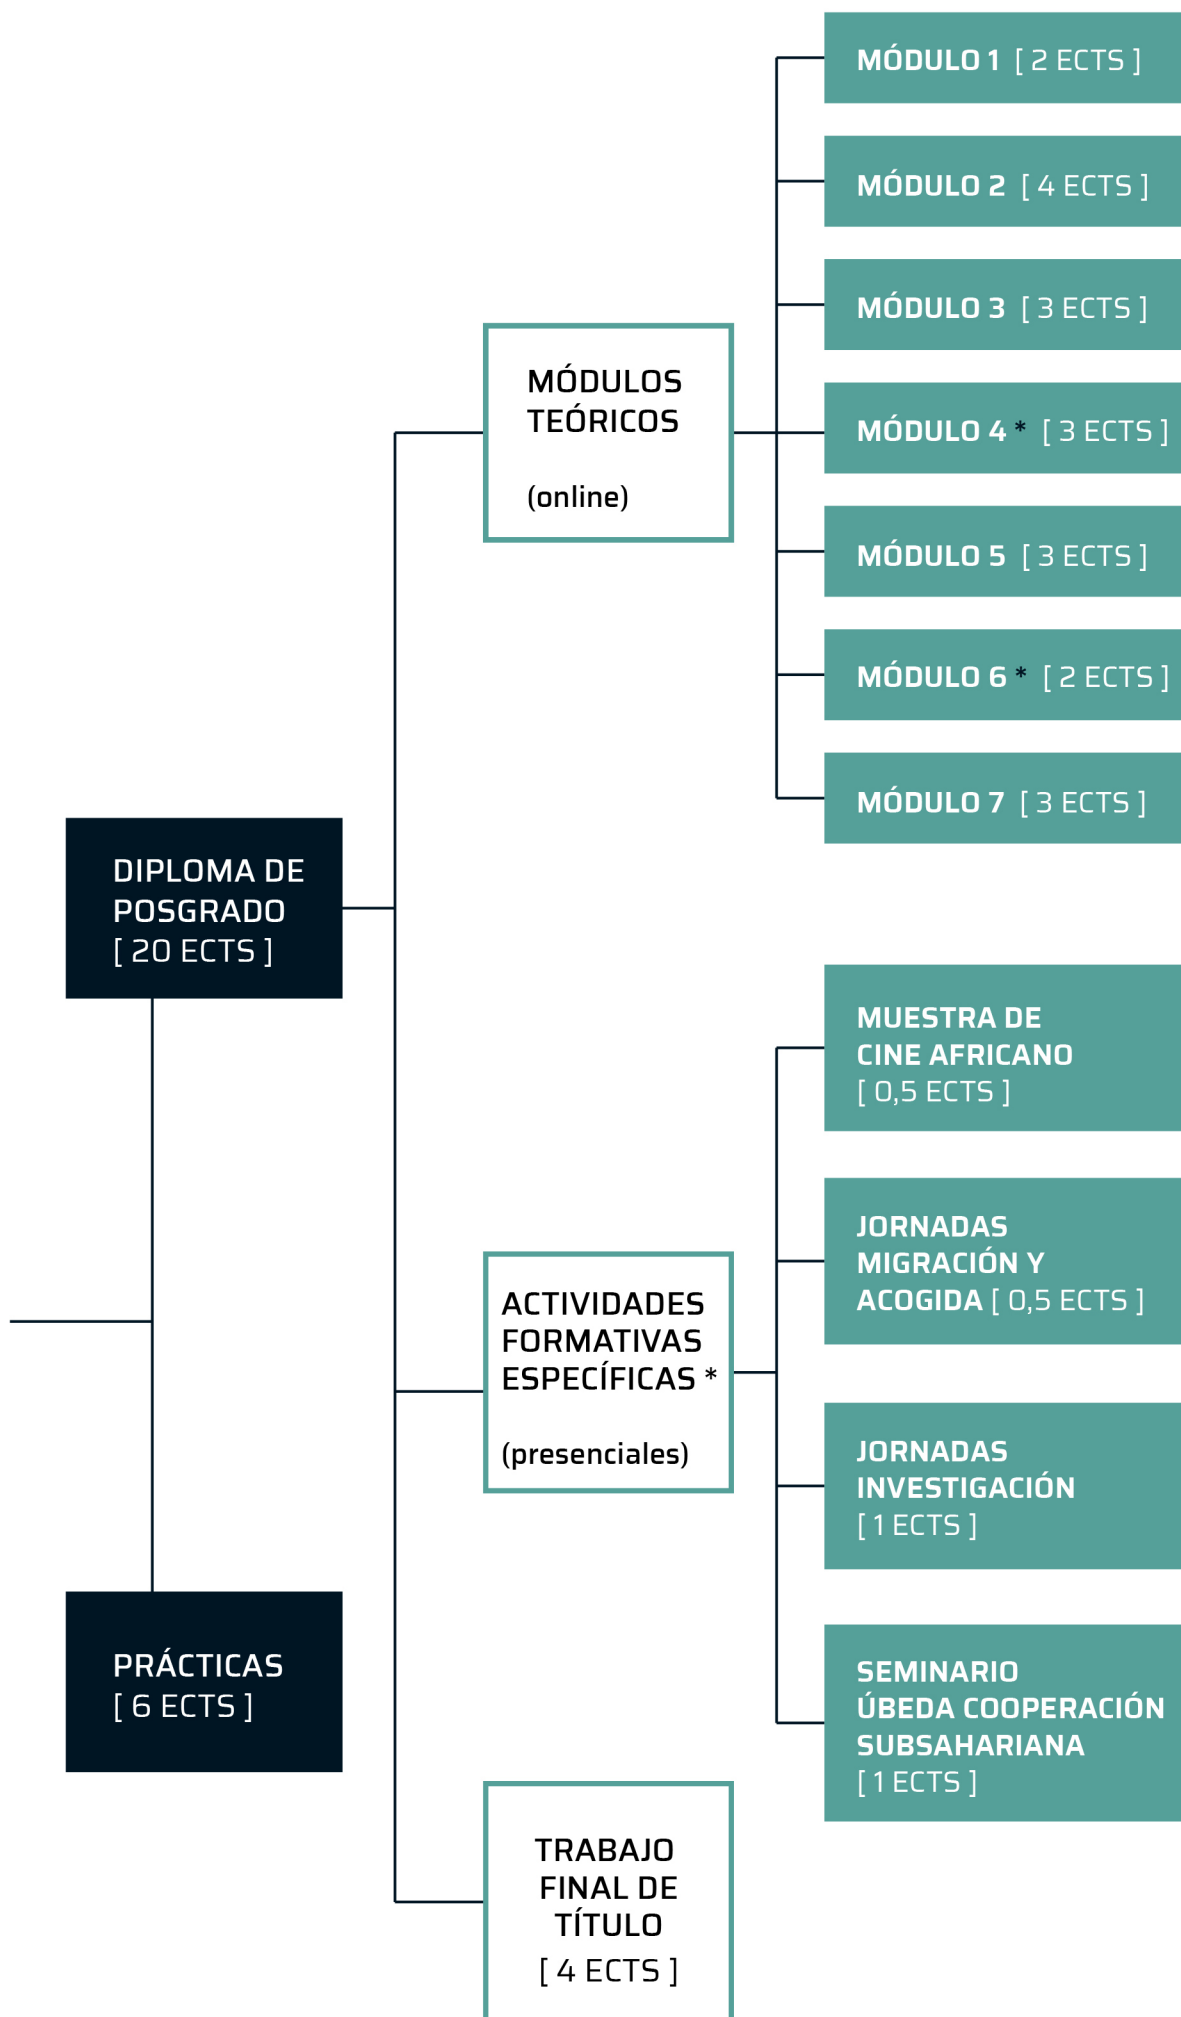 DIPLOMA DE
POSGRADO
[ 20 ECTS ]
PRÁCTICAS
[ 6 ECTS ]
MÓDULOS
TEÓRICOS
(online)
MÓDULO 1 [ 2 ECTS ]
MÓDULO 2 [ 4 ECTS ]
MÓDULO 3 [ 3 ECTS ]
MÓDULO 4 * [ 3 ECTS ]
MÓDULO 5 [ 3 ECTS ]
MÓDULO 6 * [ 2 ECTS ]
MÓDULO 7 [ 3 ECTS ]
ACTIVIDADES
FORMATIVAS
ESPECÍFICAS *
(presenciales)
MUESTRA DE
CINE AFRICANO
[ 0,5 ECTS ]
JORNADAS
MIGRACIÓN Y
ACOGIDA [ 0,5 ECTS ]
JORNADAS
INVESTIGACIÓN
[ 1 ECTS ]
SEMINARIO
ÚBEDA COOPERACIÓN
SUBSAHARIANA
[ 1 ECTS ]
TRABAJO
FINAL DE
TÍTULO
[ 4 ECTS ]